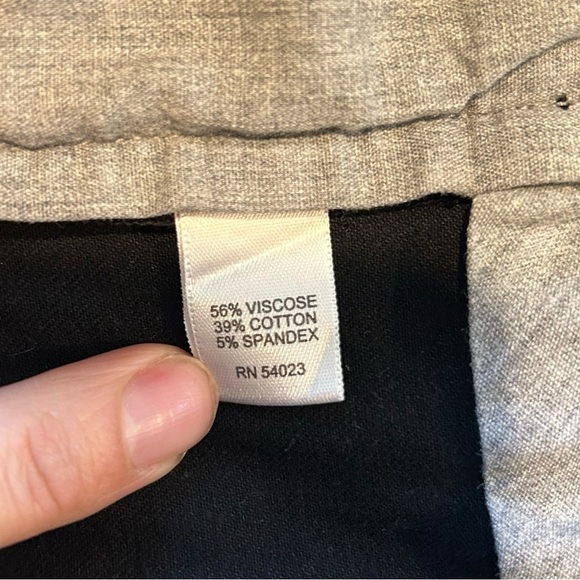 56% VISCOSE
39% COTTON
5% SPANDEX
RN 54023